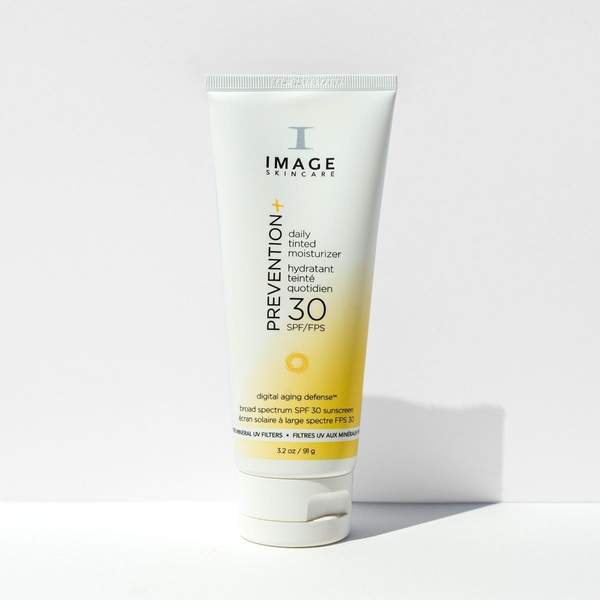 I
IMAGE
SKINCARE
PREVENTION+
daily
tinted
moisturizer
hydratant
teinté
quotidien
30
SPF/FPS
digital aging defense™
broad spectrum SPF 30 sunscreen
écran solaire à large spectre FPS 30
MINERAL UV FILTERS • FILTRES UV AUX
3.2 oz / 91 g